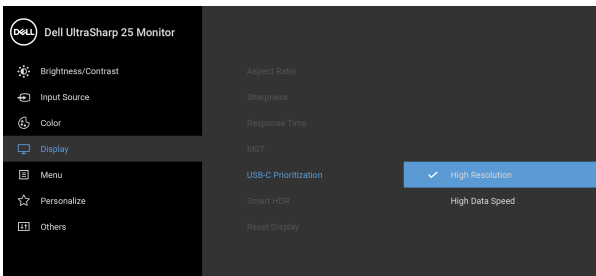 DELL
Dell UltraSharp 25 Monitor
Brightness/Contrast
Input Source
Color
Display
Menu
Personalize
Others
Aspect Ratio
Sharpness
Response Time
MST
USB-C Prioritization
Smart HDR
Reset Display
High Resolution
High Data Speed